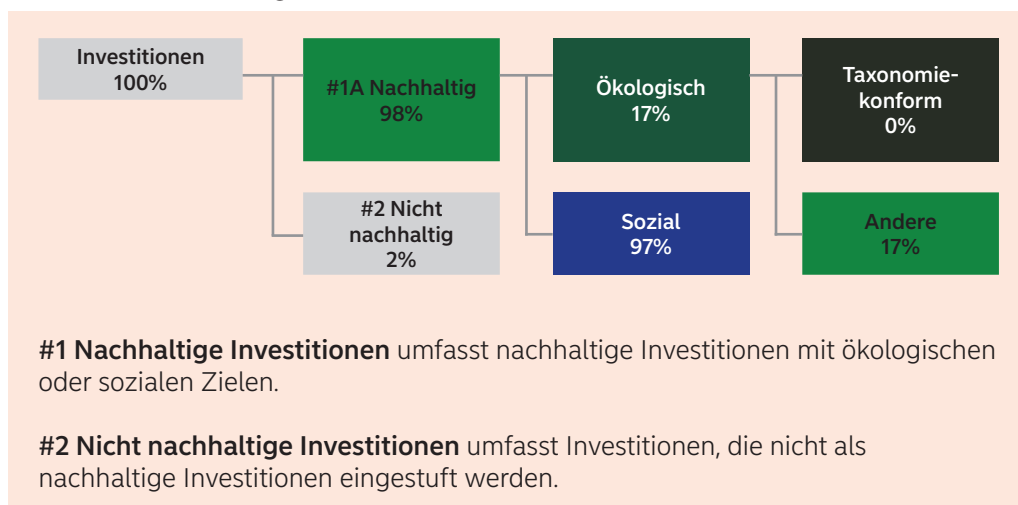 Investitionen
100%
#1A Nachhaltig
98%
Ökologisch
17%
Taxonomie-
konform
0%
#2 Nicht
nachhaltig
2%
Sozial
97%
Andere
17%
#1 Nachhaltige Investitionen umfasst nachhaltige Investitionen mit ökologischen
oder sozialen Zielen.
#2 Nicht nachhaltige Investitionen umfasst Investitionen, die nicht als
nachhaltige Investitionen eingestuft werden.